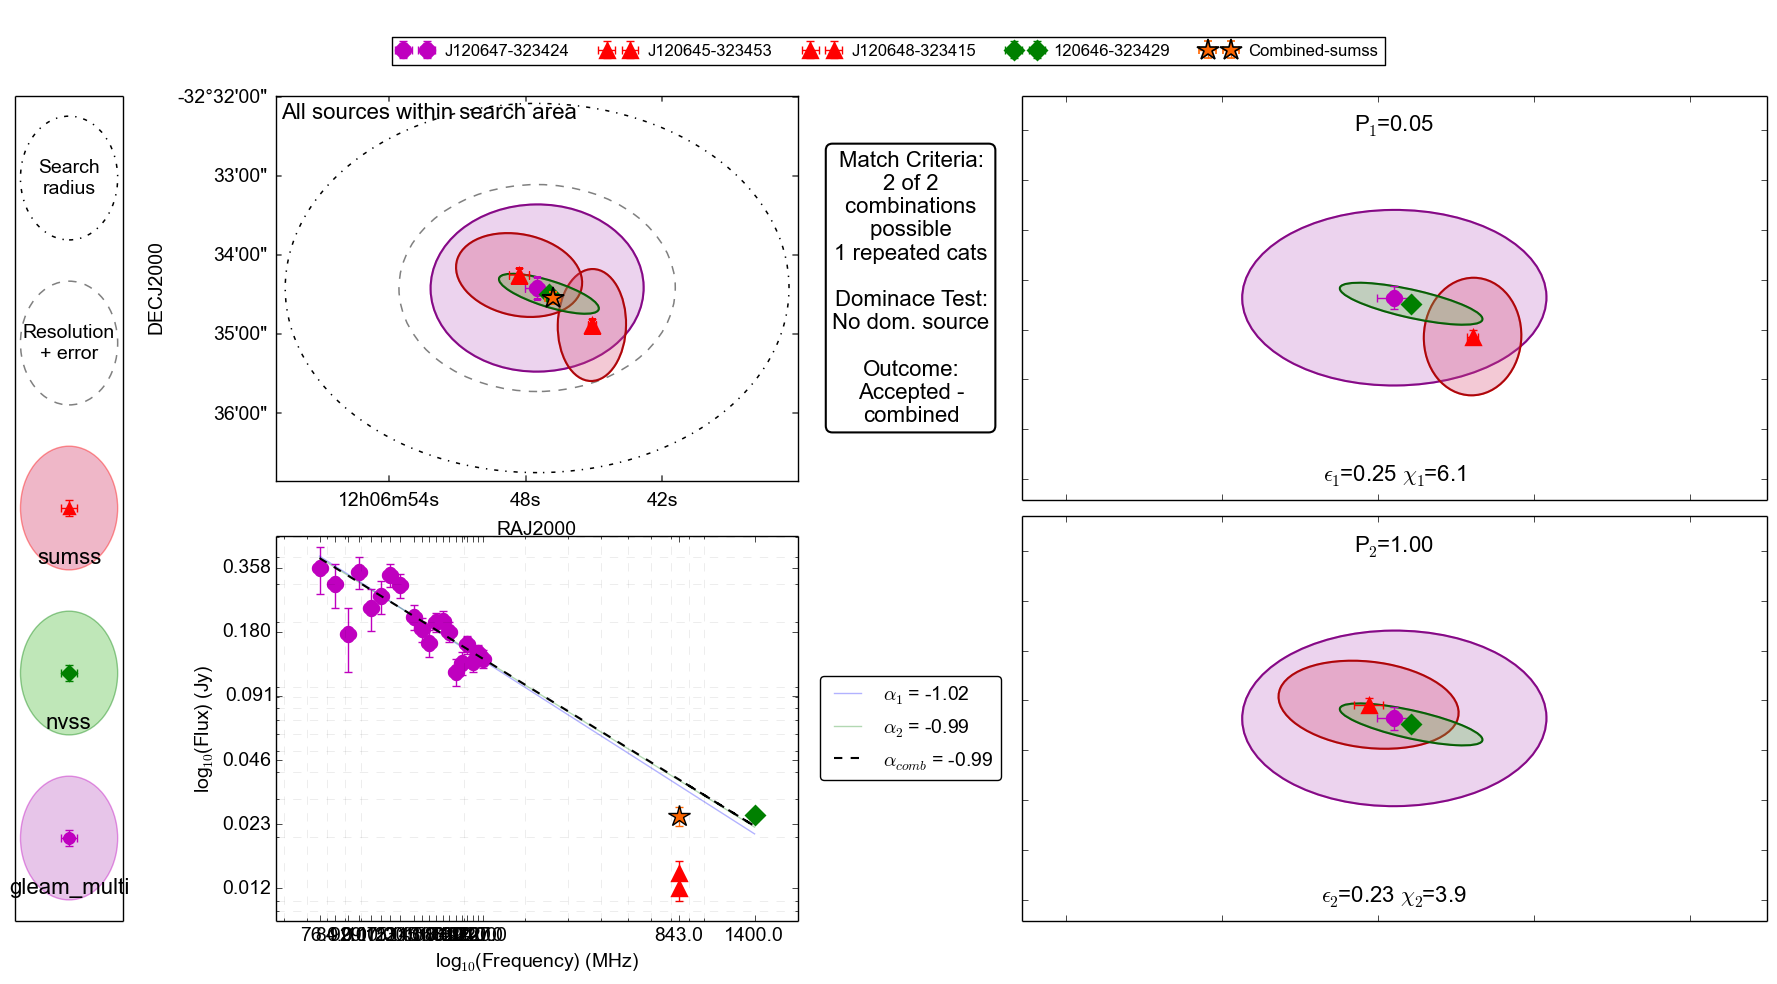 J120647-323424 J120645-323453 J120648-323415 120646-323429 Combined-sumss
Search
radius
Resolution
+ error
sumss
nvss
gleam_multi
All sources within search area
-32°32'00"
33'00"
34'00"
35'00"
36'00"
DECJ2000
12h06m54s 48s 42s
RAJ2000
Match Criteria:
2 of 2
combinations
possible
1 repeated cats
Dominace Test:
No dom. source
Outcome:
Accepted -
combined
P1=0.05
ϵ1=0.25 χ1=6.1
P2=1.00
ϵ2=0.23 χ2=3.9
0.358
0.180
0.091
0.046
0.023
0.012
log10(Flux) (Jy)
843.0 1400.0
log10(Frequency) (MHz)
α1 = -1.02
α2 = -0.99
αcomb = -0.99